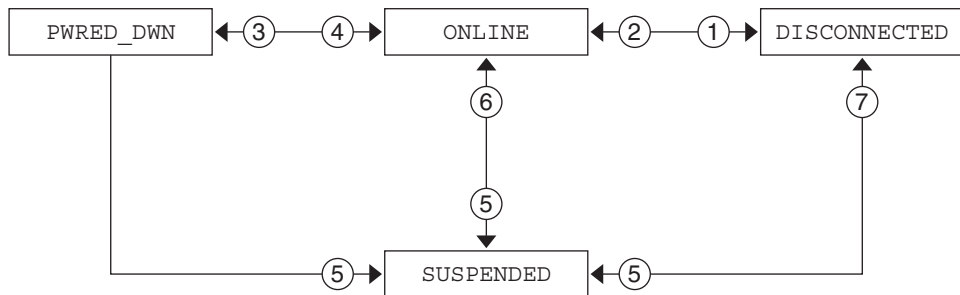 PWRED_DWN 3 4 ONLINE 2 1 DISCONNECTED
6 7
5
5 SUSPENDED 5